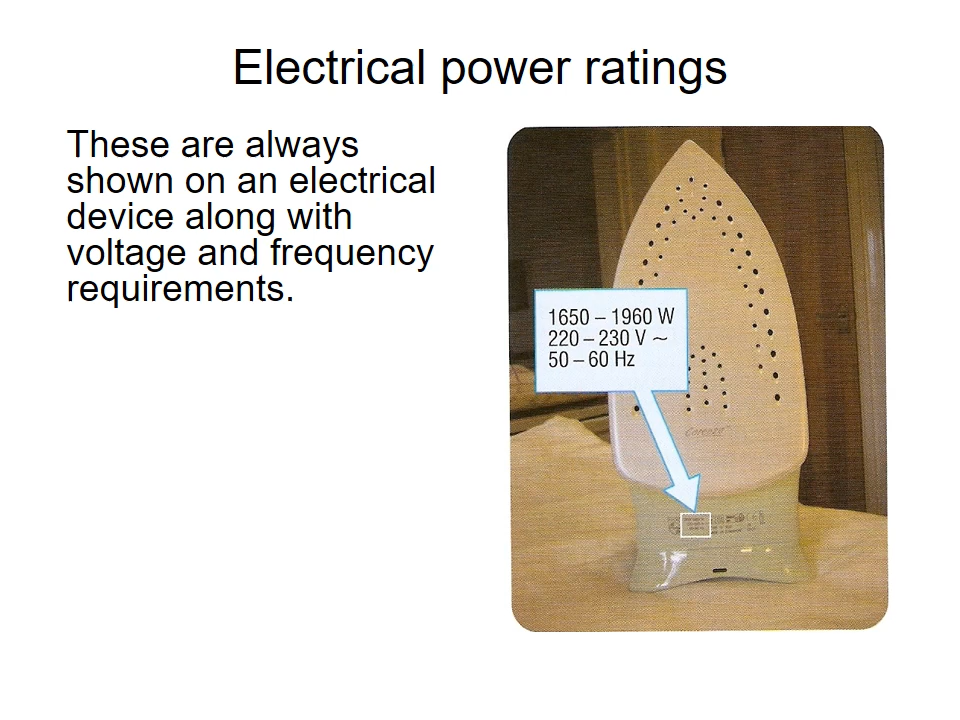 Electrical power ratings
These are always
shown on an electrical
device along with
voltage and frequency
requirements.
1650 – 1960 W
220 – 230 V ~
50 – 60 Hz